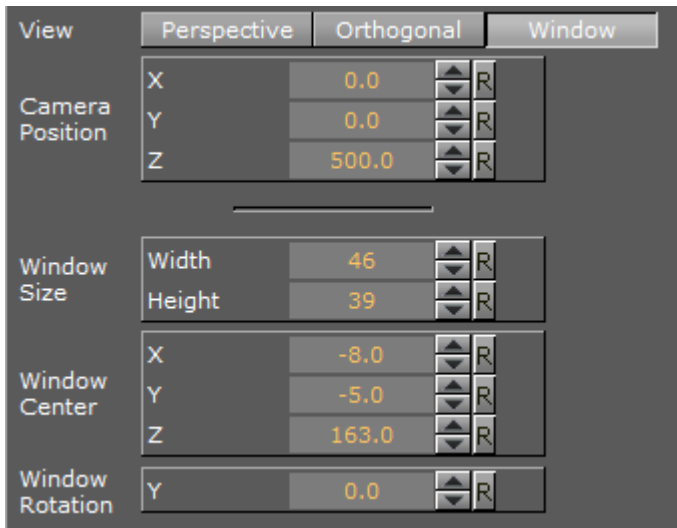 View Perspective Orthogonal Window
Camera Position
X 0.0 R
Y 0.0 R
Z 500.0 R
Window Size
Width 46 R
Height 39 R
Window Center
X -8.0 R
Y -5.0 R
Z 163.0 R
Window Rotation
Y 0.0 R